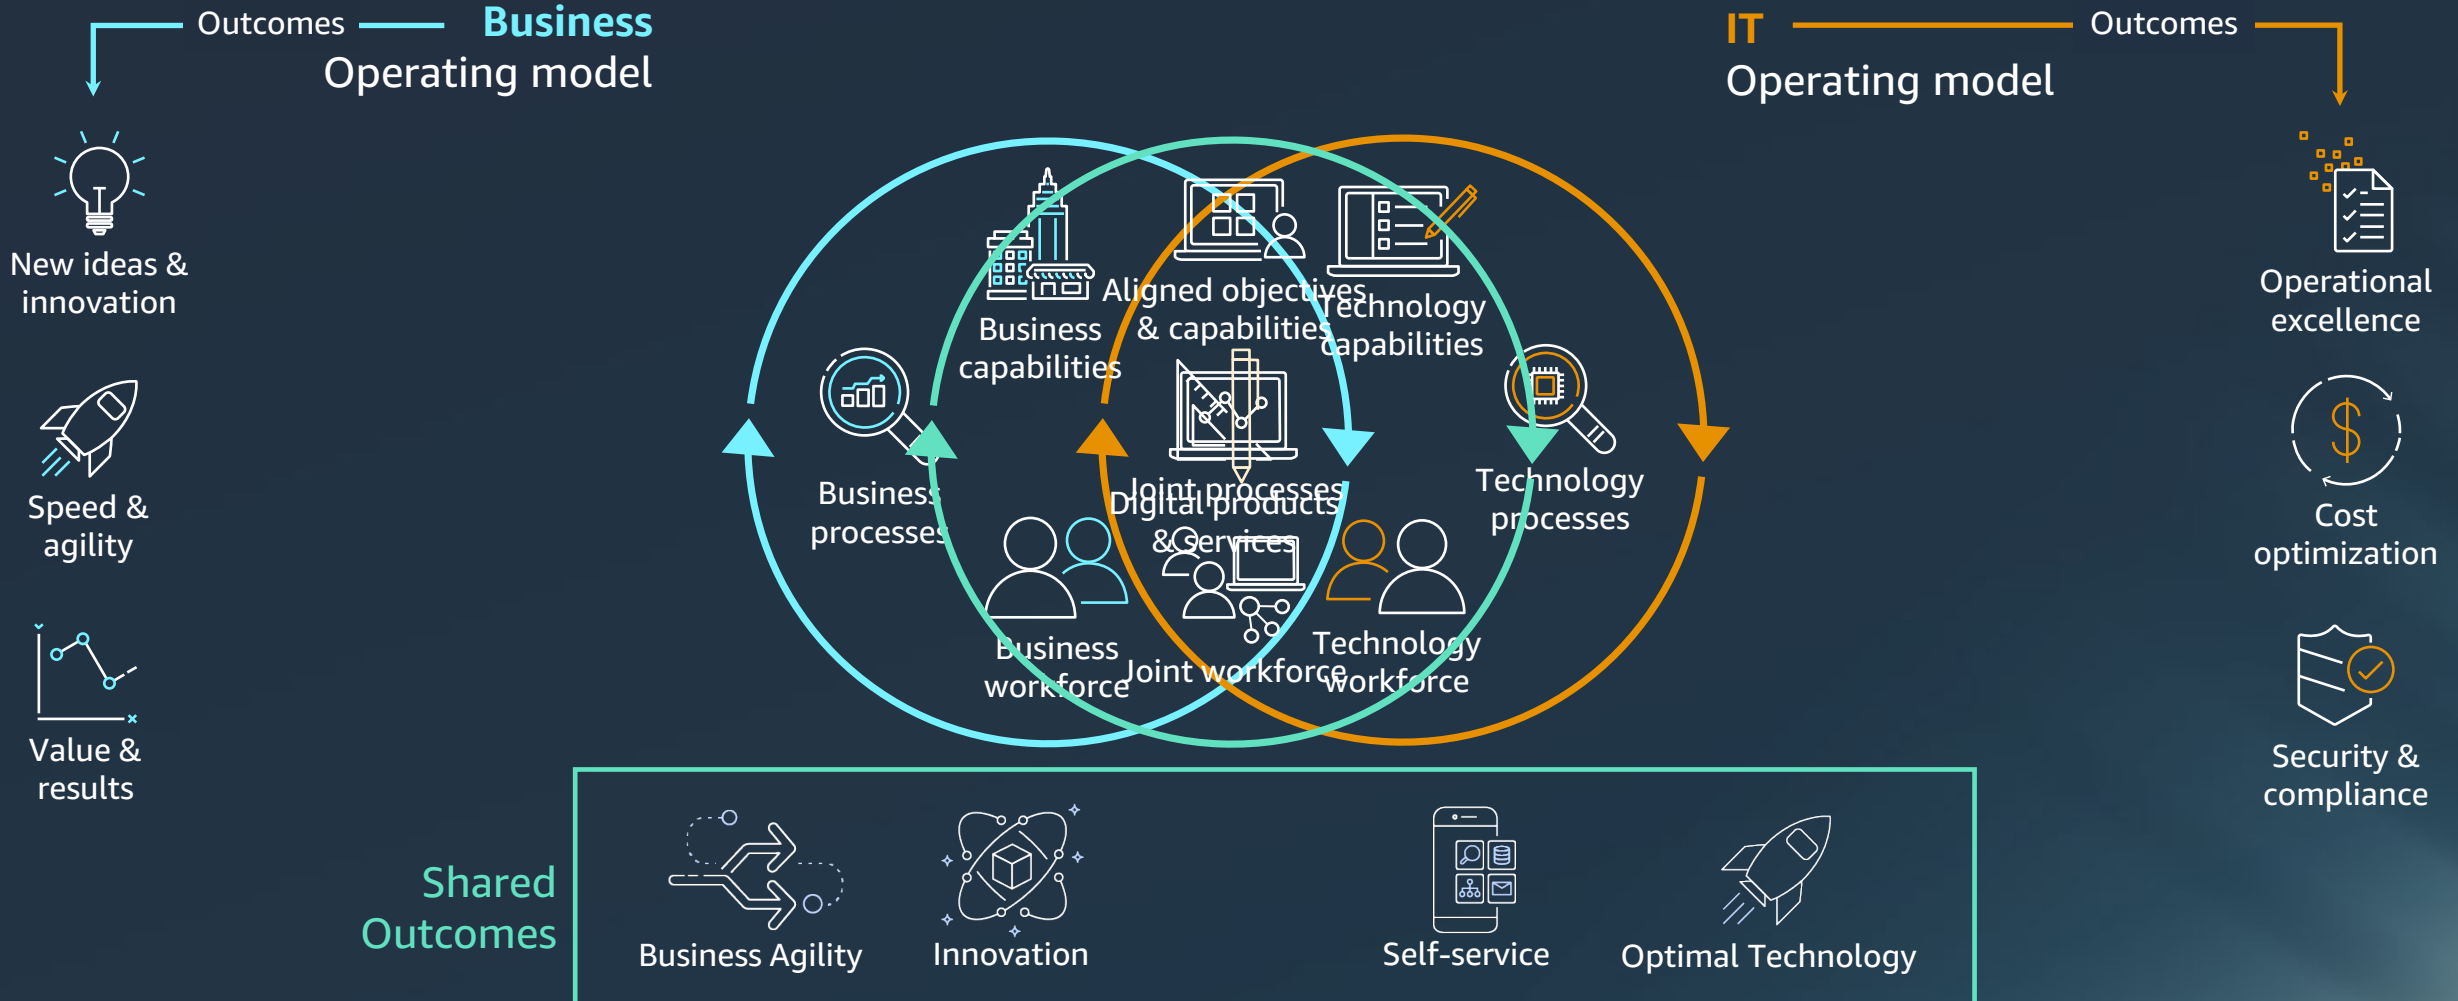 Outcomes
Business
Operating model
IT
Outcomes
Operating model
New ideas &
innovation
Speed &
agility
Value &
results
Business
capabilities
Aligned objectives
& capabilities
Technology
capabilities
Business
processes
Joint processes
Digital products
& services
Technology
processes
Business
workforce
Joint workforce
Technology
workforce
Operational
excellence
Cost
optimization
Security &
compliance
Shared
Outcomes
Business Agility
Innovation
Self-service
Optimal Technology